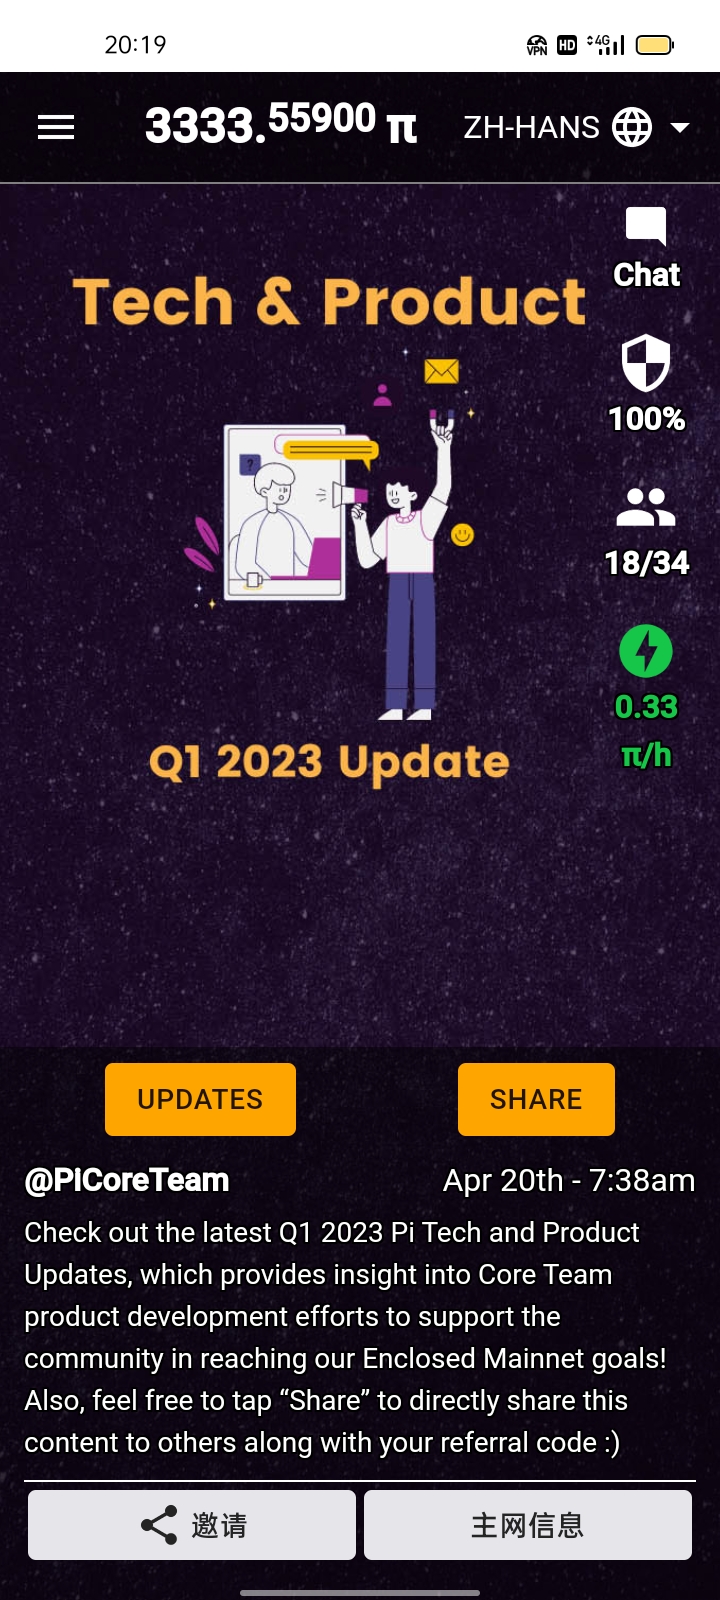 20:19
VPN HD 4G
3333.55900 π
ZH-HANS
Chat
Tech & Product
100%
?
18/34
0.33
π/h
Q1 2023 Update
UPDATES
SHARE
@PiCoreTeam
Apr 20th - 7:38am
Check out the latest Q1 2023 Pi Tech and Product
Updates, which provides insight into Core Team
product development efforts to support the
community in reaching our Enclosed Mainnet goals!
Also, feel free to tap “Share” to directly share this
content to others along with your referral code :)
邀请
主网信息